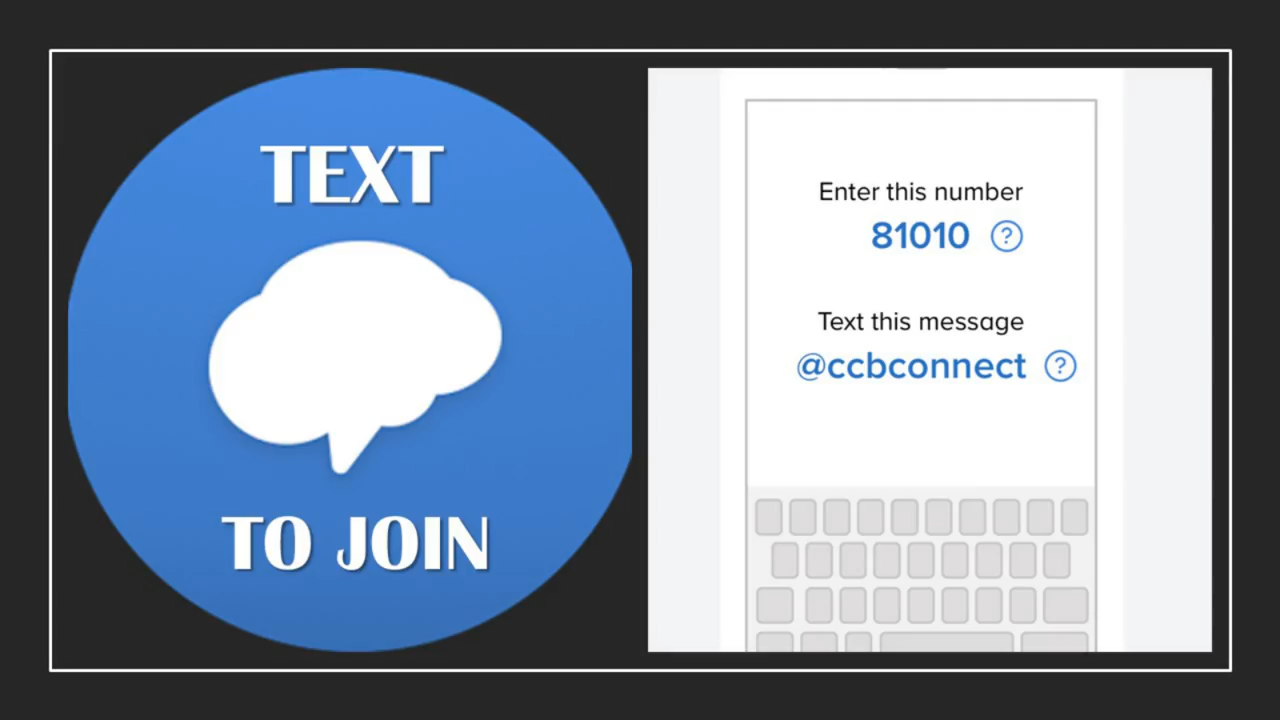 TEXT
TO JOIN
Enter this number
81010 ?
Text this message
@ccbconnect ?